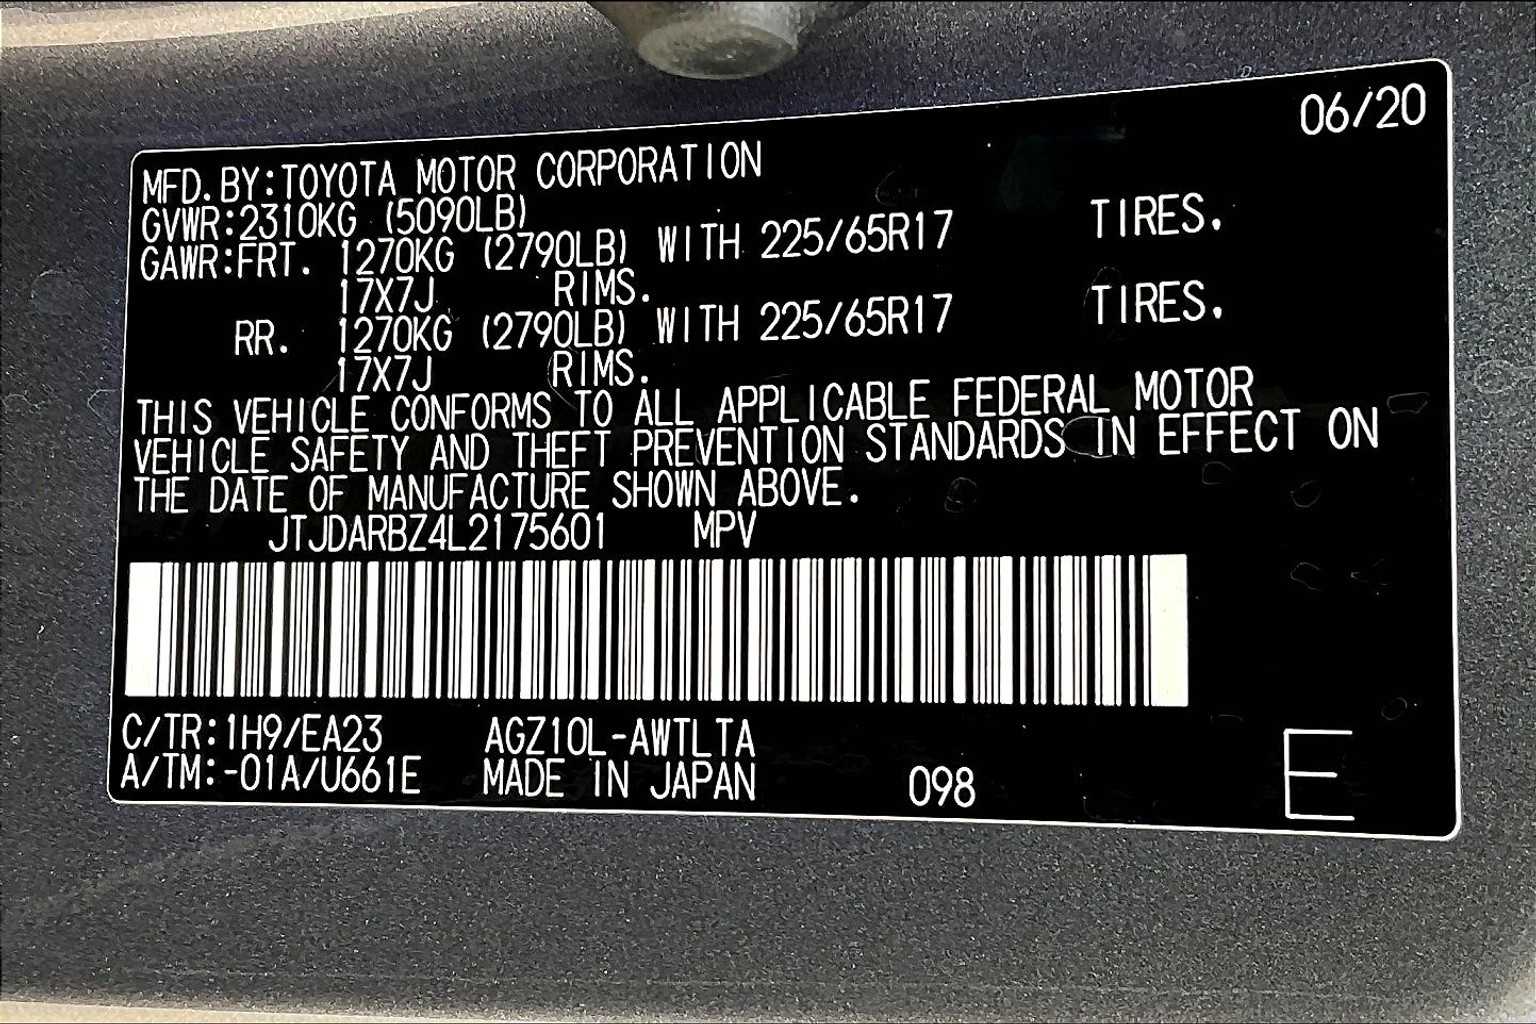 06/20
MFD.BY:TOYOTA MOTOR CORPORATION
GVWR:2310KG (5090LB)
GAWR:FRT. 1270KG (2790LB) WITH 225/65R17 TIRES.
17X7J RIMS.
RR. 1270KG (2790LB) WITH 225/65R17 TIRES.
17X7J RIMS.
THIS VEHICLE CONFORMS TO ALL APPLICABLE FEDERAL MOTOR
VEHICLE SAFETY AND THEFT PREVENTION STANDARDS IN EFFECT ON
THE DATE OF MANUFACTURE SHOWN ABOVE.
JTJDARBZ4L2175601 MPV
C/TR:1H9/EA23 AGZ10L-AWTLTA
A/TM:-01A/U661E MADE IN JAPAN 098 E